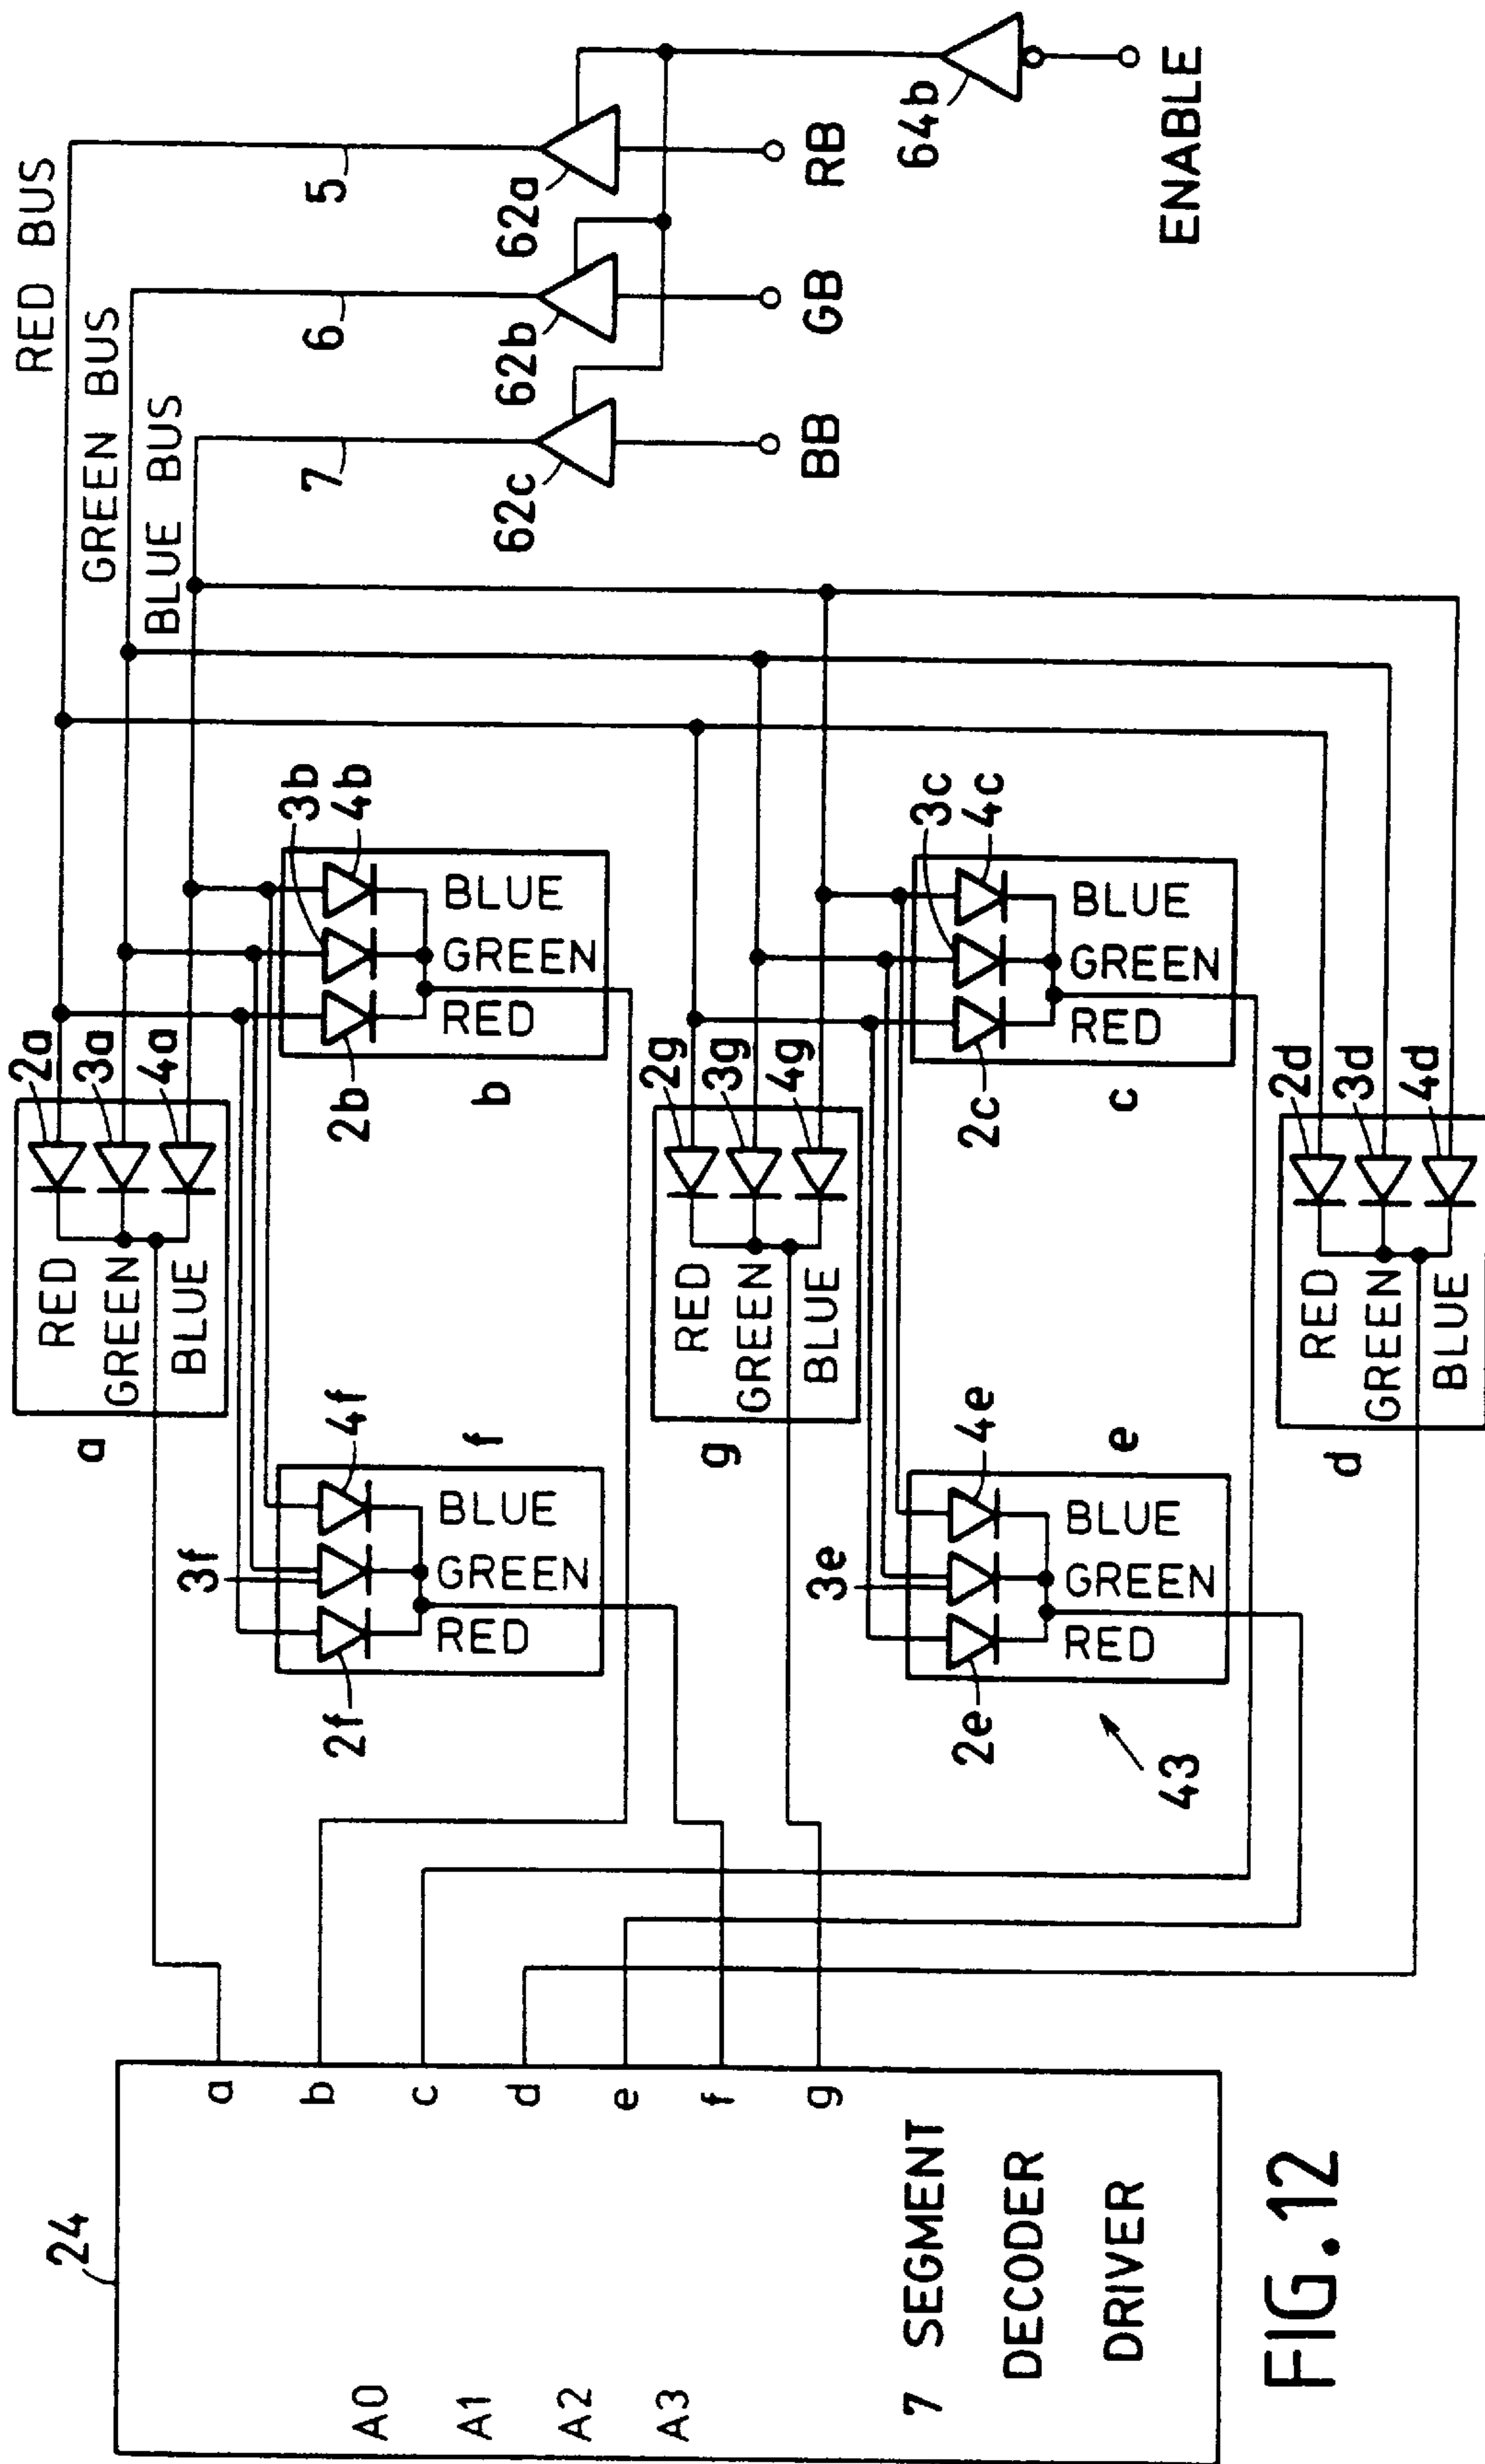 RED BUS
GREEN BUS
BLUE BUS
5
6
7
62a
62b
62c
RB
GB
BB
64b
ENABLE
a
2a
3a
4a
RED
GREEN
BLUE
b
2b
3b
4b
RED
GREEN
BLUE
f
2f
3f
4f
RED
GREEN
BLUE
g
2g
3g
4g
RED
GREEN
BLUE
c
2c
3c
4c
RED
GREEN
BLUE
e
2e
3e
4e
RED
GREEN
BLUE
d
2d
3d
4d
RED
GREEN
BLUE
43
24
a
b
c
d
e
f
g
A0
A1
A2
A3
7 SEGMENT
DECODER
DRIVER
FIG.12